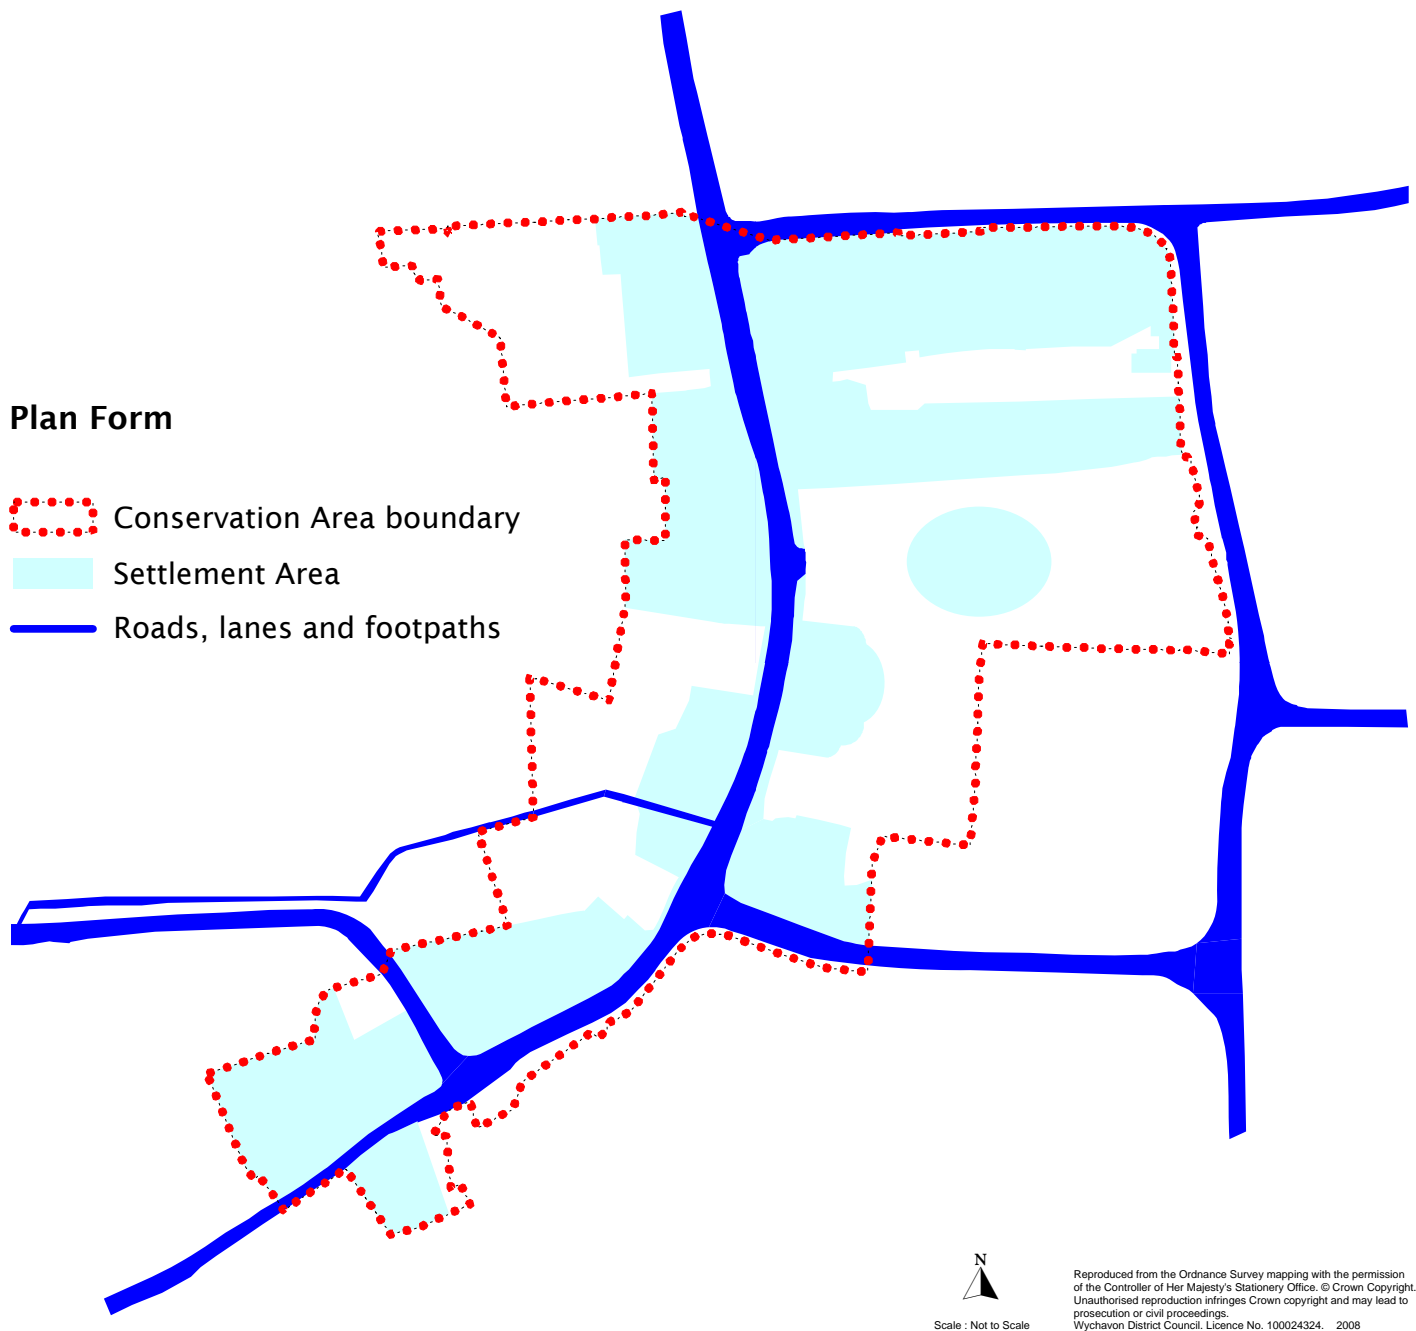 Plan Form
Conservation Area boundary
Settlement Area
Roads, lanes and footpaths
N
Scale : Not to Scale
Reproduced from the Ordnance Survey mapping with the permission
of the Controller of Her Majesty's Stationery Office. © Crown Copyright.
Unauthorised reproduction infringes Crown copyright and may lead to
prosecution or civil proceedings.
Wychavon District Council. Licence No. 100024324. 2008